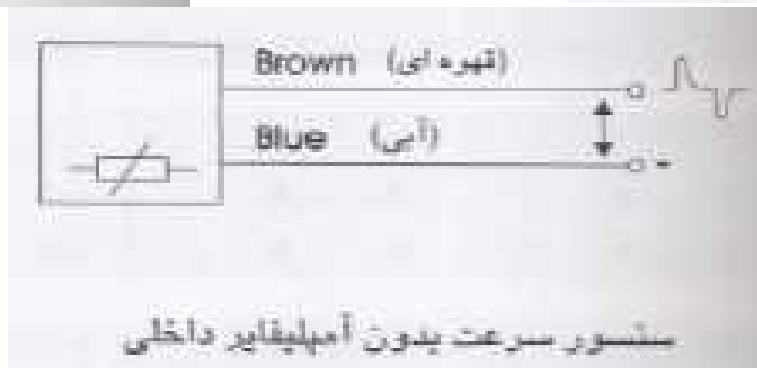 Brown (قهوه ای)
Blue (آبی)
-
سنسور سرعت بدون آمپلیفایر داخلی